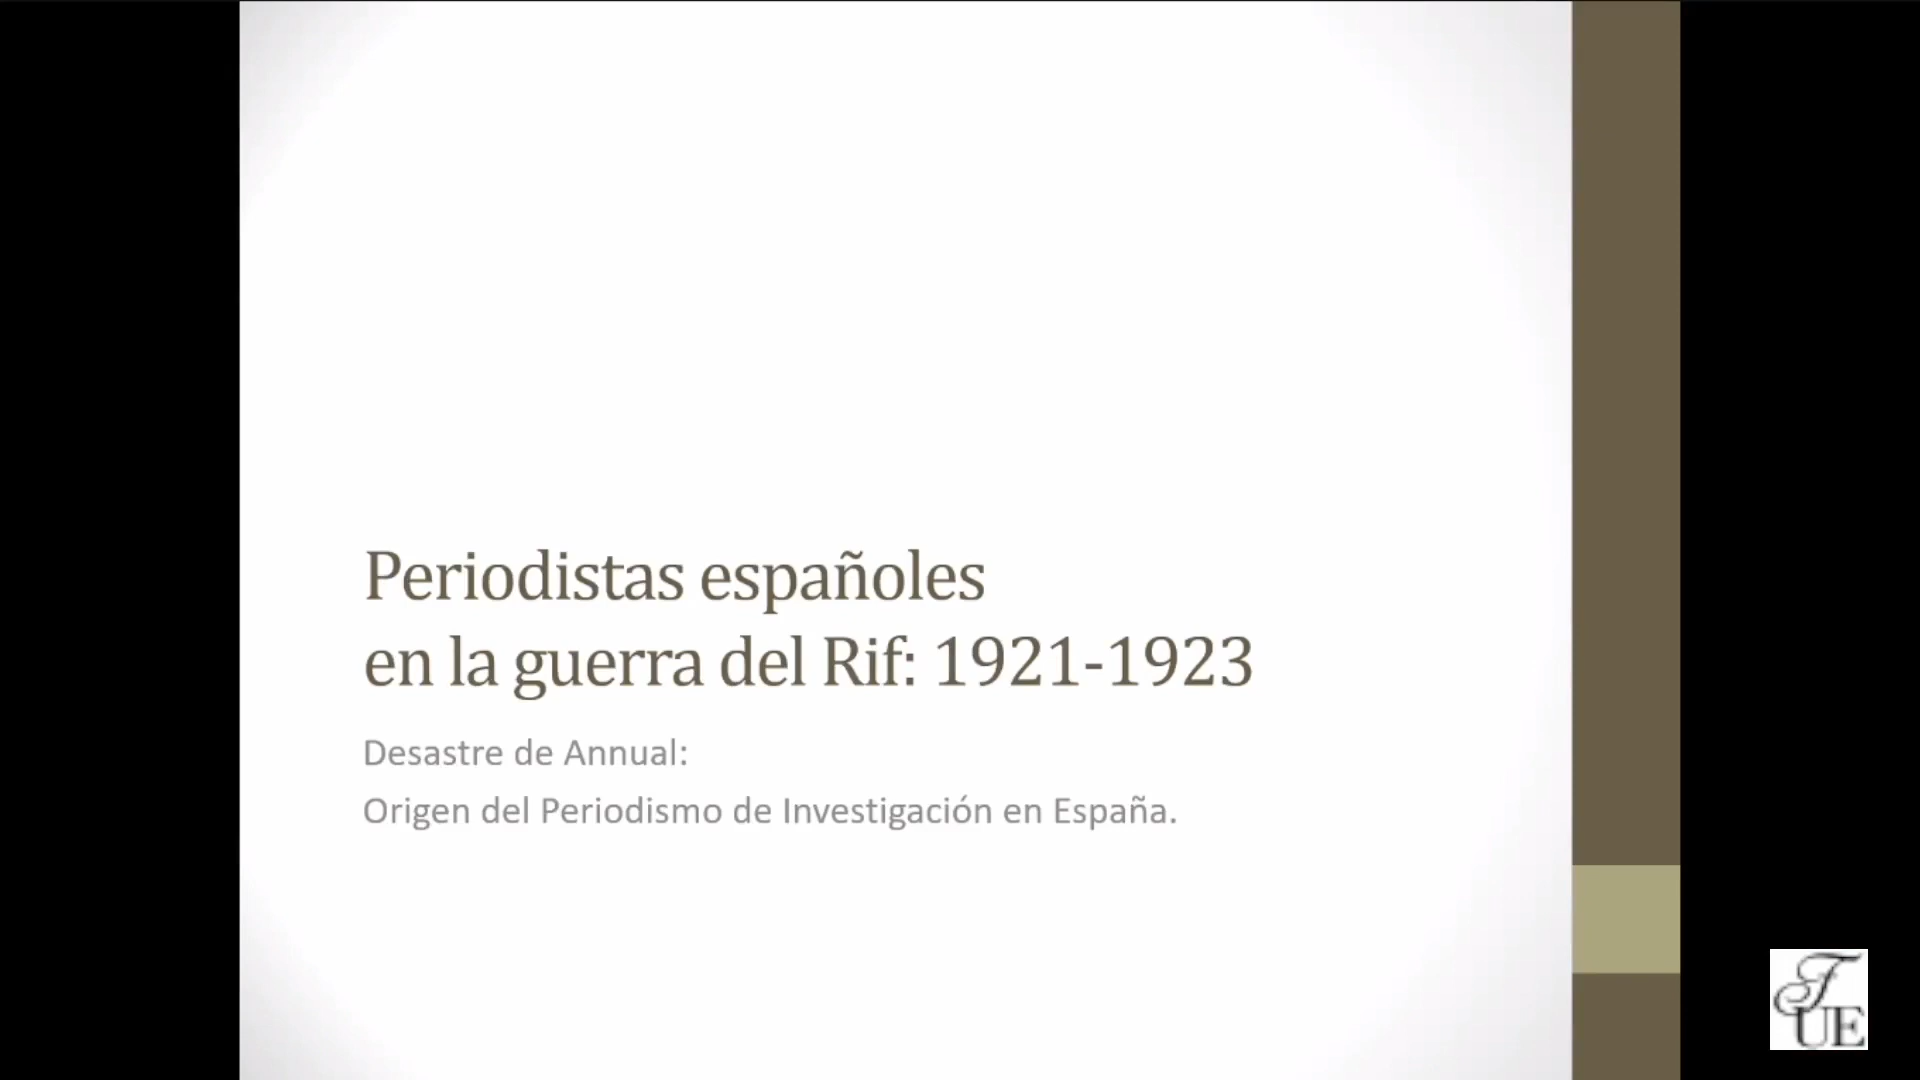 Periodistas españoles
en la guerra del Rif: 1921-1923
Desastre de Annual:
Origen del Periodismo de Investigación en España.
TUE